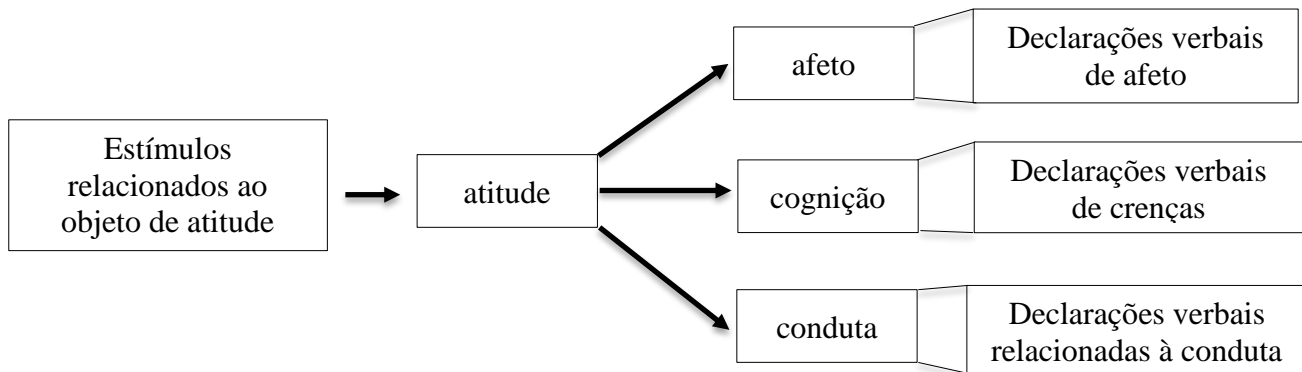 Estímulos
relacionados ao
objeto de atitude
atitude
afeto
Declarações verbais
de afeto
cognição
Declarações verbais
de crenças
conduta
Declarações verbais
relacionadas à conduta